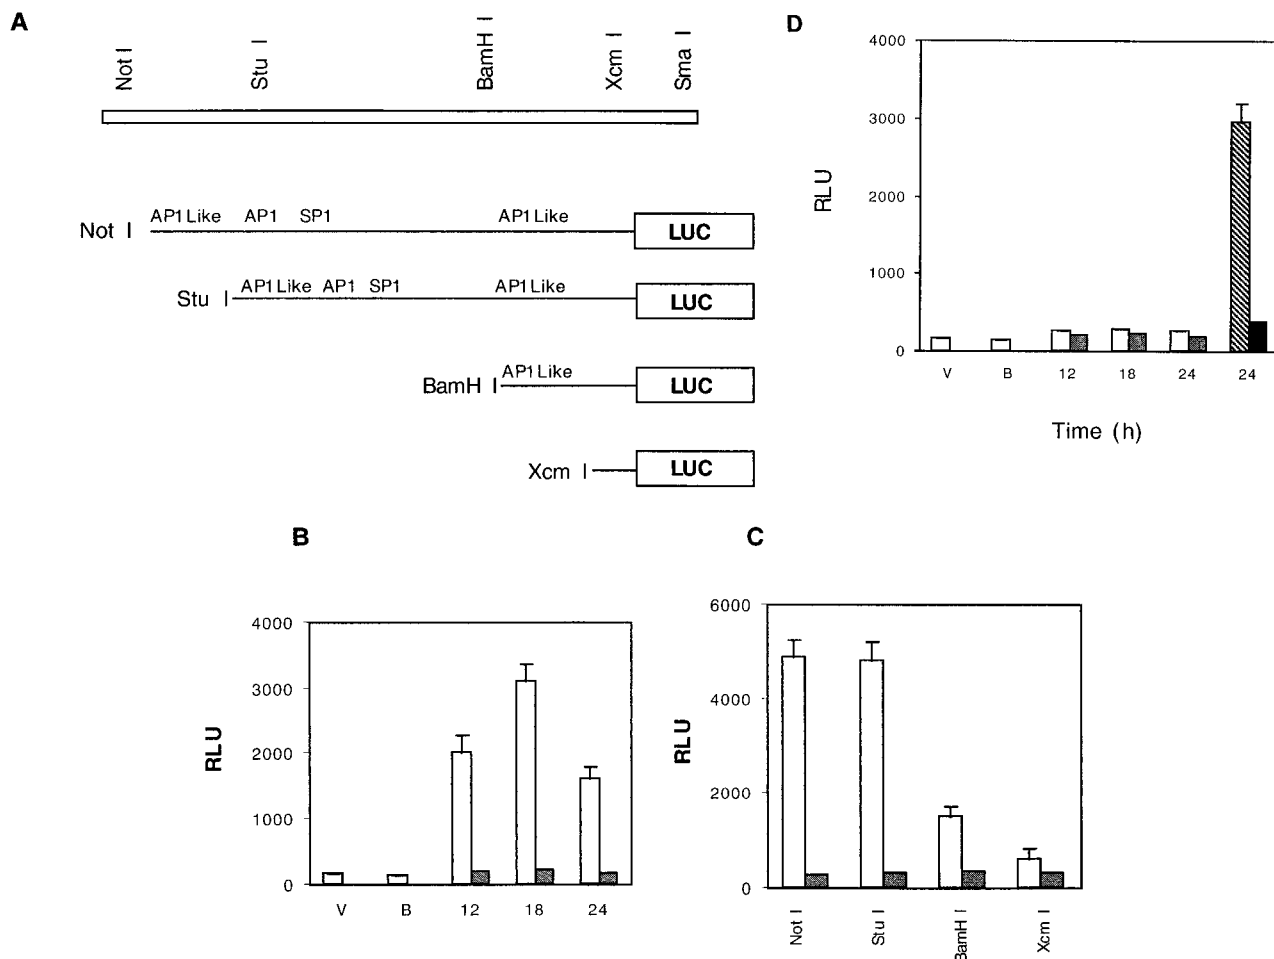 A
Not I
Stu I
BamH I
Xcm I
Sma I
AP1 Like AP1 SP1 AP1 Like
Not I LUC
AP1 Like AP1 SP1 AP1 Like
Stu I LUC
AP1 Like
BamH I LUC
Xcm I LUC
D
4000
3000
2000
1000
0
RLU
V B 12 18 24 24
Time (h)
B
4000
3000
2000
1000
0
RLU
V B 12 18 24
C
6000
4000
2000
0
RLU
Not I
Stu I
BamH I
Xcm I